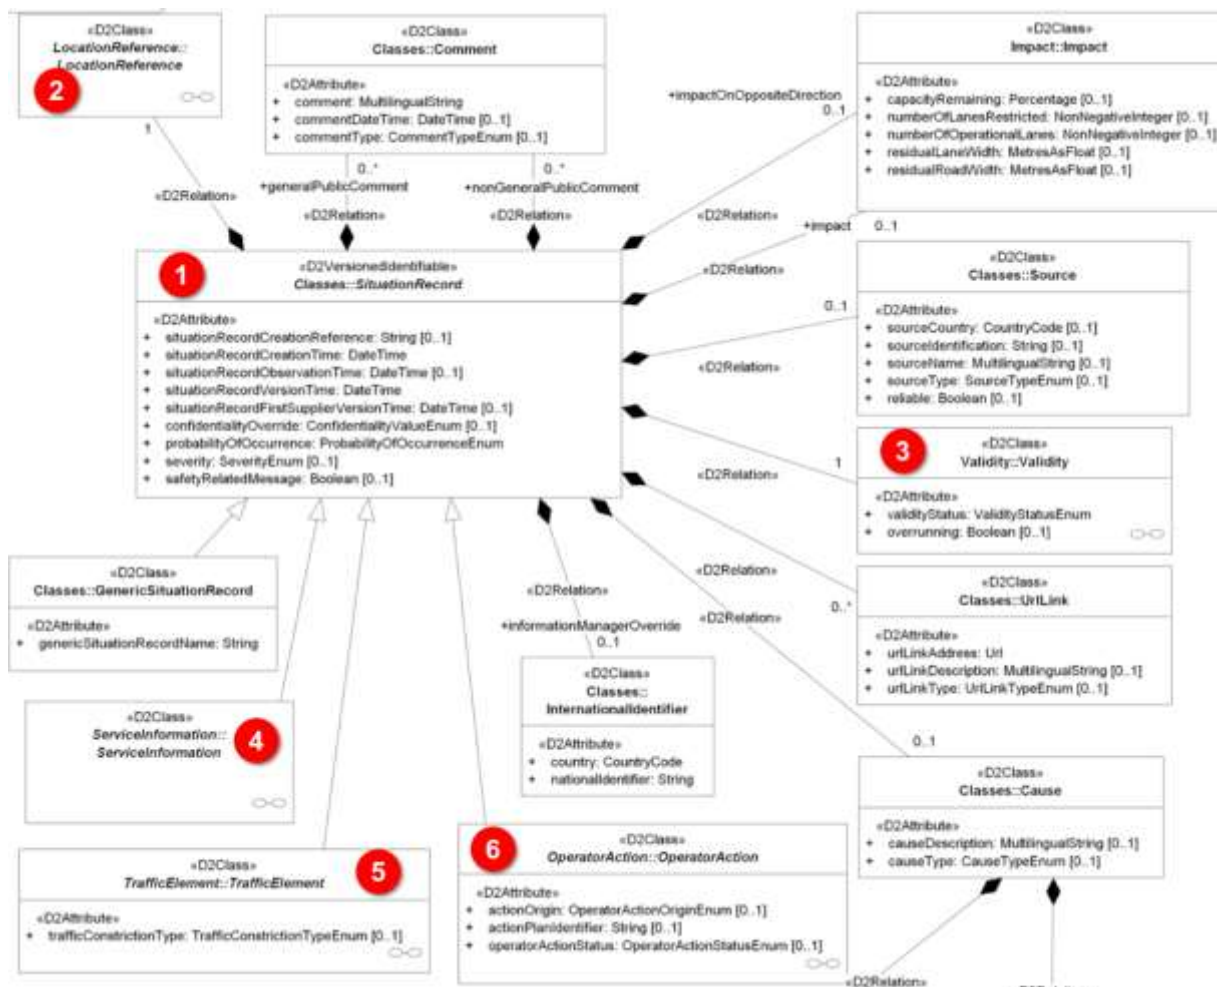 «D2Class»
LocationReference::
LocationReference
2
1
«D2Relation»
«D2Class»
Classes::Comment
«D2Attribute»
+ comment: MultilingualString
+ commentDateTime: DateTime [0..1]
+ commentType: CommentTypeEnum [0..1]
0..*
+generalPublicComment
«D2Relation»
0..*
+nonGeneralPublicComment
«D2Relation»
«D2Class»
Impact::Impact
«D2Attribute»
+ capacityRemaining: Percentage [0..1]
+ numberOfLanesRestricted: NonNegativeInteger [0..1]
+ numberOfOperationalLanes: NonNegativeInteger [0..1]
+ residualLaneWidth: MetresAsFloat [0..1]
+ residualRoadWidth: MetresAsFloat [0..1]
+impactOnOppositeDirection
0..1
«D2Relation»
+impact
0..1
«D2Relation»
1
«D2VersionedIdentifiable»
Classes::SituationRecord
«D2Attribute»
+ situationRecordCreationReference: String [0..1]
+ situationRecordCreationTime: DateTime
+ situationRecordObservationTime: DateTime [0..1]
+ situationRecordVersionTime: DateTime
+ situationRecordFirstSupplierVersionTime: DateTime [0..1]
+ confidentialityOverride: ConfidentialityValueEnum [0..1]
+ probabilityOfOccurrence: ProbabilityOfOccurrenceEnum
+ severity: SeverityEnum [0..1]
+ safetyRelatedMessage: Boolean [0..1]
«D2Class»
Classes::Source
«D2Attribute»
+ sourceCountry: CountryCode [0..1]
+ sourceIdentification: String [0..1]
+ sourceName: MultilingualString [0..1]
+ sourceType: SourceTypeEnum [0..1]
+ reliable: Boolean [0..1]
0..1
«D2Relation»
3
«D2Class»
Validity::Validity
«D2Attribute»
+ validityStatus: ValidityStatusEnum
+ overrunning: Boolean [0..1]
1
«D2Relation»
«D2Class»
Classes::UrlLink
«D2Attribute»
+ urlLinkAddress: Url
+ urlLinkDescription: MultilingualString [0..1]
+ urlLinkType: UrlLinkTypeEnum [0..1]
«D2Relation»
0..*
«D2Relation»
0..1
«D2Class»
Classes::GenericSituationRecord
«D2Attribute»
+ genericSituationRecordName: String
«D2Relation»
+informationManagerOverride
0..1
«D2Class»
Classes::
InternationalIdentifier
«D2Attribute»
+ country: CountryCode
+ nationalIdentifier: String
«D2Class»
ServiceInformation::
ServiceInformation
4
«D2Class»
Classes::Cause
«D2Attribute»
+ causeDescription: MultilingualString [0..1]
+ causeType: CauseTypeEnum [0..1]
«D2Class»
TrafficElement::TrafficElement
5
«D2Attribute»
+ trafficConstrictionType: TrafficConstrictionTypeEnum [0..1]
6
«D2Class»
OperatorAction::OperatorAction
«D2Attribute»
+ actionOrigin: OperatorActionOriginEnum [0..1]
+ actionPlanIdentifier: String [0..1]
+ operatorActionStatus: OperatorActionStatusEnum [0..1]
«D2Relation»